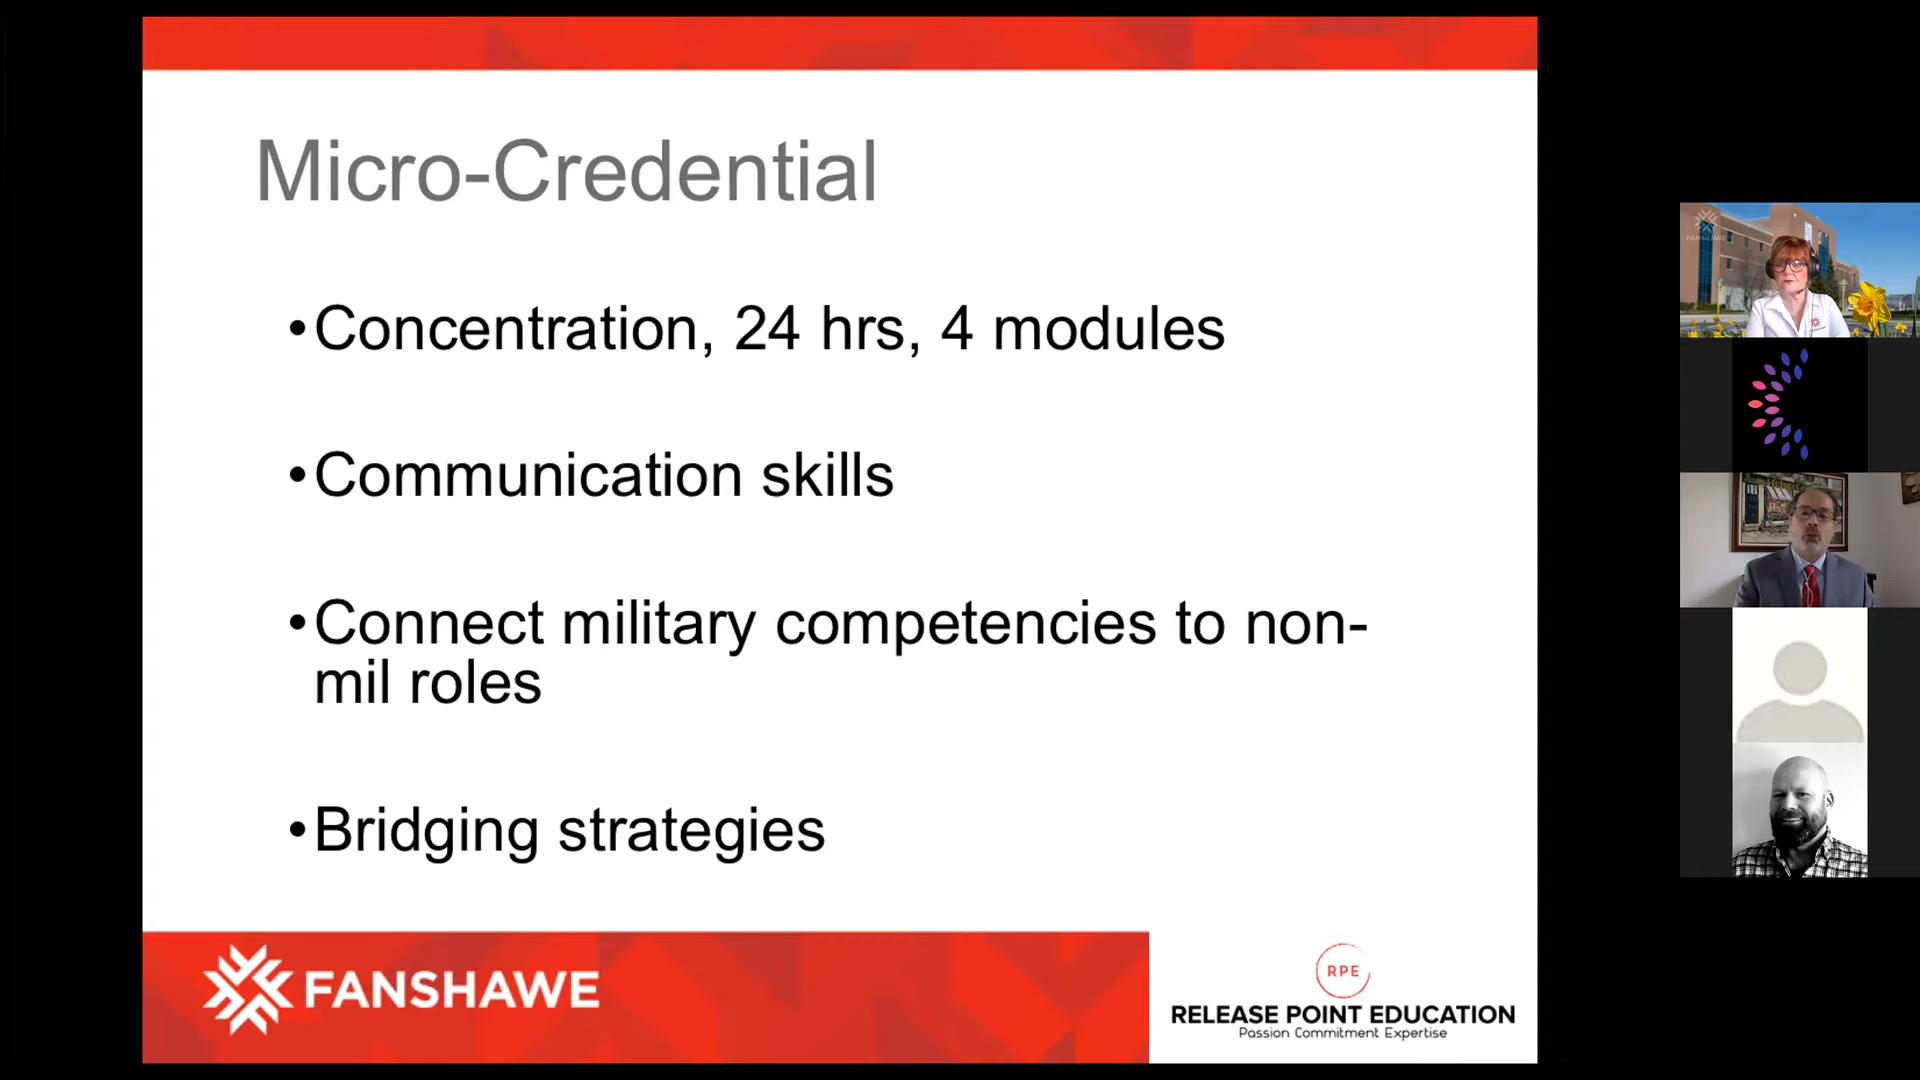 Micro-Credential
•Concentration, 24 hrs, 4 modules
•Communication skills
•Connect military competencies to non-
mil roles
•Bridging strategies
FANSHAWE
RPE
RELEASE POINT EDUCATION
Passion Commitment Expertise
FANSHAWE